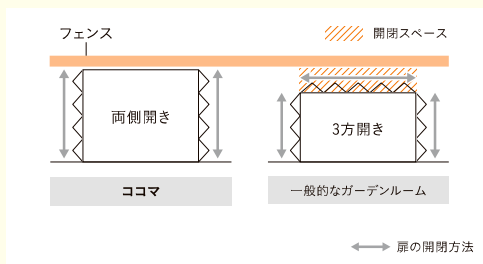 フェンス
開閉スペース
両側開き
3方開き
ココマ
一般的なガーデンルーム
扉の開閉方法